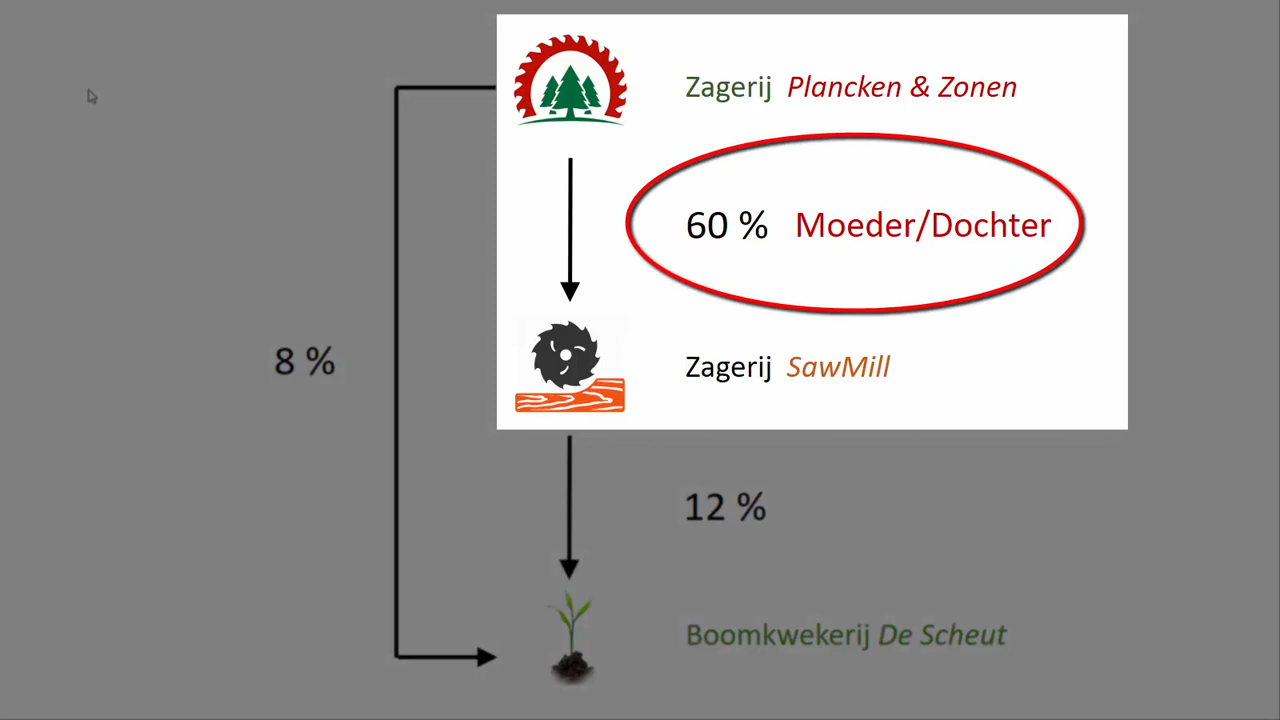 Zagerij Plancken & Zonen
60 % Moeder/Dochter
8 %
Zagerij SawMill
12 %
Boomkwekerij De Scheut